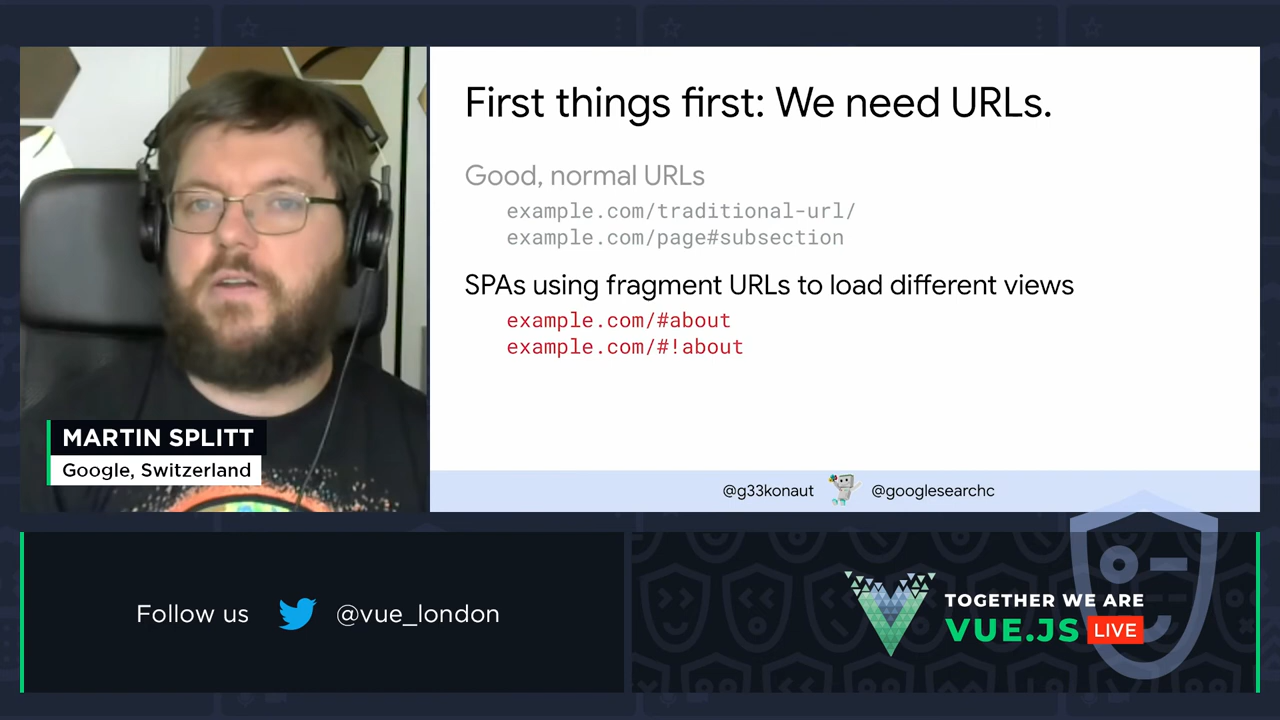 First things first: We need URLs.
Good, normal URLs
example.com/traditional-url/
example.com/page#subsection
SPAs using fragment URLs to load different views
example.com/#about
example.com/#!about
@g33konaut @googlesearchc
MARTIN SPLITT
Google, Switzerland
Follow us @vue_london
TOGETHER WE ARE
VUE.JS LIVE